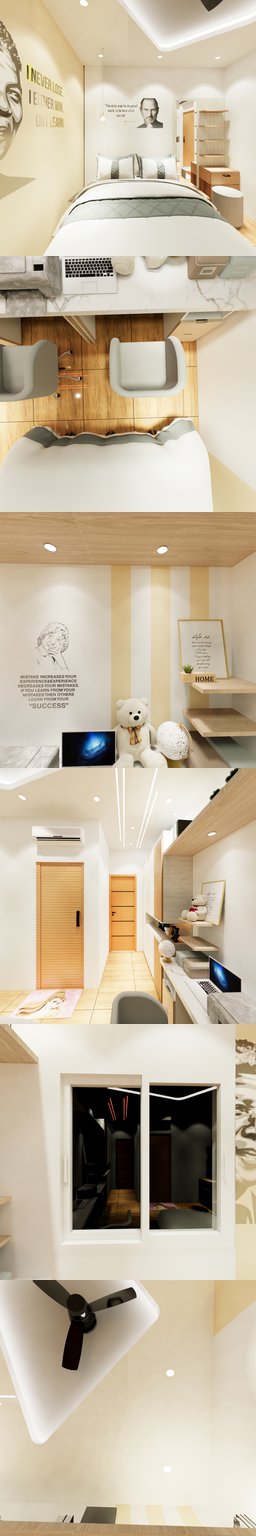 I NEVER LOSE
I EITHER WIN
OR I LEARN
The only way to do great
work is to love what
you do
MISTAKE INCREASES YOUR
EXPERIENCE&EXPERIENCE
DECREASES YOUR MISTAKES.
IF YOU LEARN FROM YOUR
MISTAKES THEN OTHERS
LEARN FROM YOUR
"SUCCESS"
life is
HOME